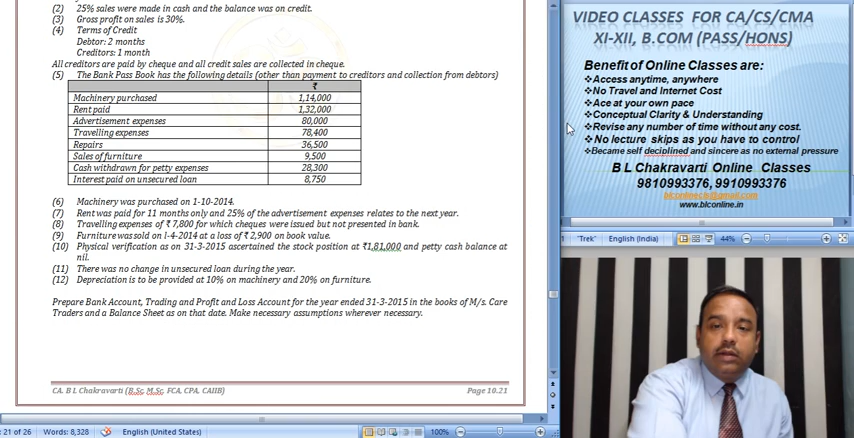 (2) 25% sales were made in cash and the balance was on credit.
(3) Gross profit on sales is 30%.
(4) Terms of Credit
Debtor: 2 months
Creditors: 1 month
All creditors are paid by cheque and all credit sales are collected in cheque.
(5) The Bank Pass Book has the following details (other than payment to creditors and collection from debtors)
₹
Machinery purchased 1,14,000
Rent paid 1,32,000
Advertisement expenses 80,000
Travelling expenses 78,400
Repairs 36,500
Sales of furniture 9,500
Cash withdrawn for petty expenses 28,300
Interest paid on unsecured loan 8,750
(6) Machinery was purchased on 1-10-2014.
(7) Rent was paid for 11 months only and 25% of the advertisement expenses relates to the next year.
(8) Travelling expenses of ₹ 7,800 for which cheques were issued but not presented in bank.
(9) Furniture was sold on l-4-2014 at a loss of ₹ 2,900 on book value.
(10) Physical verification as on 31-3-2015 ascertained the stock position at ₹1,81,000 and petty cash balance at
nil.
(11) There was no change in unsecured loan during the year.
(12) Depreciation is to be provided at 10% on machinery and 20% on furniture.
Prepare Bank Account, Trading and Profit and Loss Account for the year ended 31-3-2015 in the books of M/s. Care
Traders and a Balance Sheet as on that date. Make necessary assumptions wherever necessary.
CA. B L Chakravarti (B.Sc, M.Sc, FCA, CPA, CAIIB) Page 10.21
: 21 of 26 Words: 8,328 English (United States) 100%
VIDEO CLASSES FOR CA/CS/CMA
XI-XII, B.COM (PASS/HONS)
Benefit of Online Classes are:
❖Access anytime, anywhere
❖No Travel and Internet Cost
❖Ace at your own pace
❖Conceptual Clarity & Understanding
❖Revise any number of time without any cost.
❖No lecture skips as you have to control
❖Became self deciplined and sincere as no external pressure
B L Chakravarti Online Classes
9810993376, 9910993376
blconlinecls@gmail.com
www.blconline.in
1 "Trek" English (India) 44%